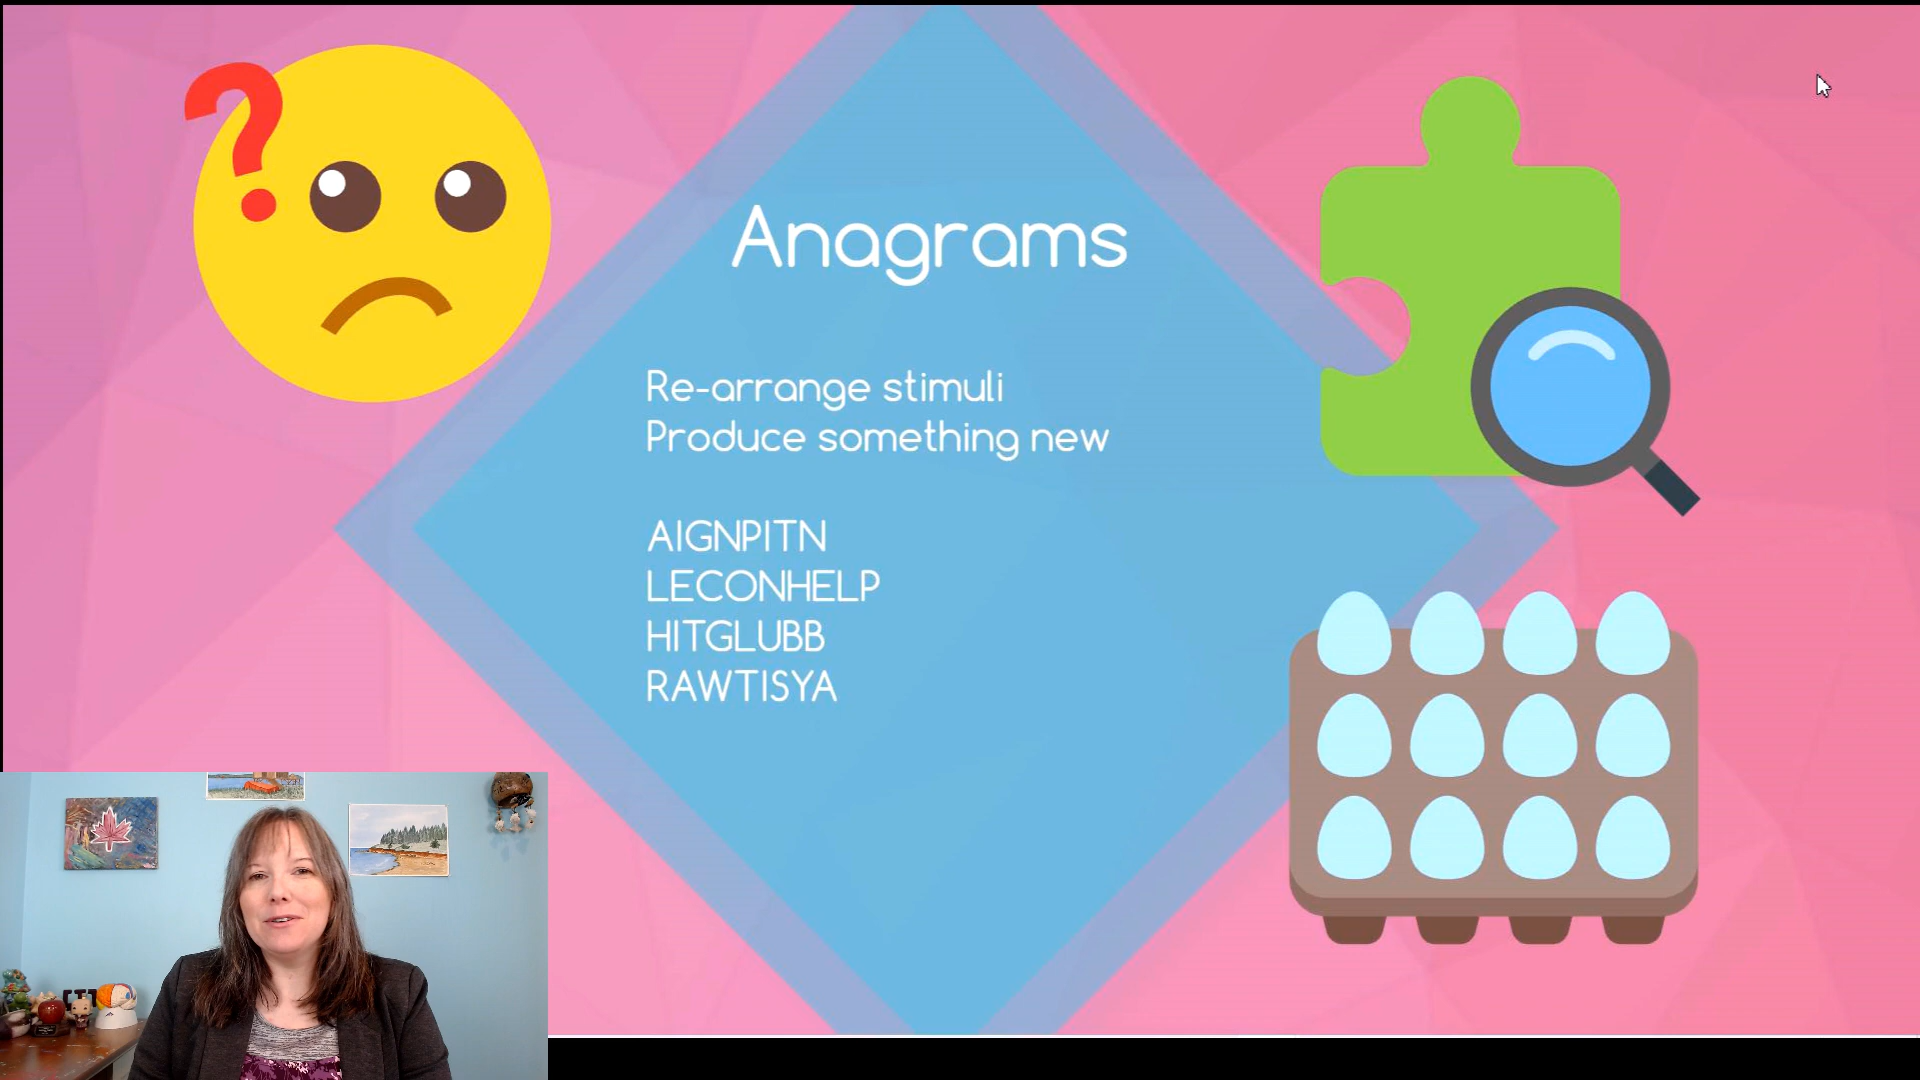 ?
Anagrams
Re-arrange stimuli
Produce something new
AIGNPITN
LECONHELP
HITGLUBB
RAWTISYA